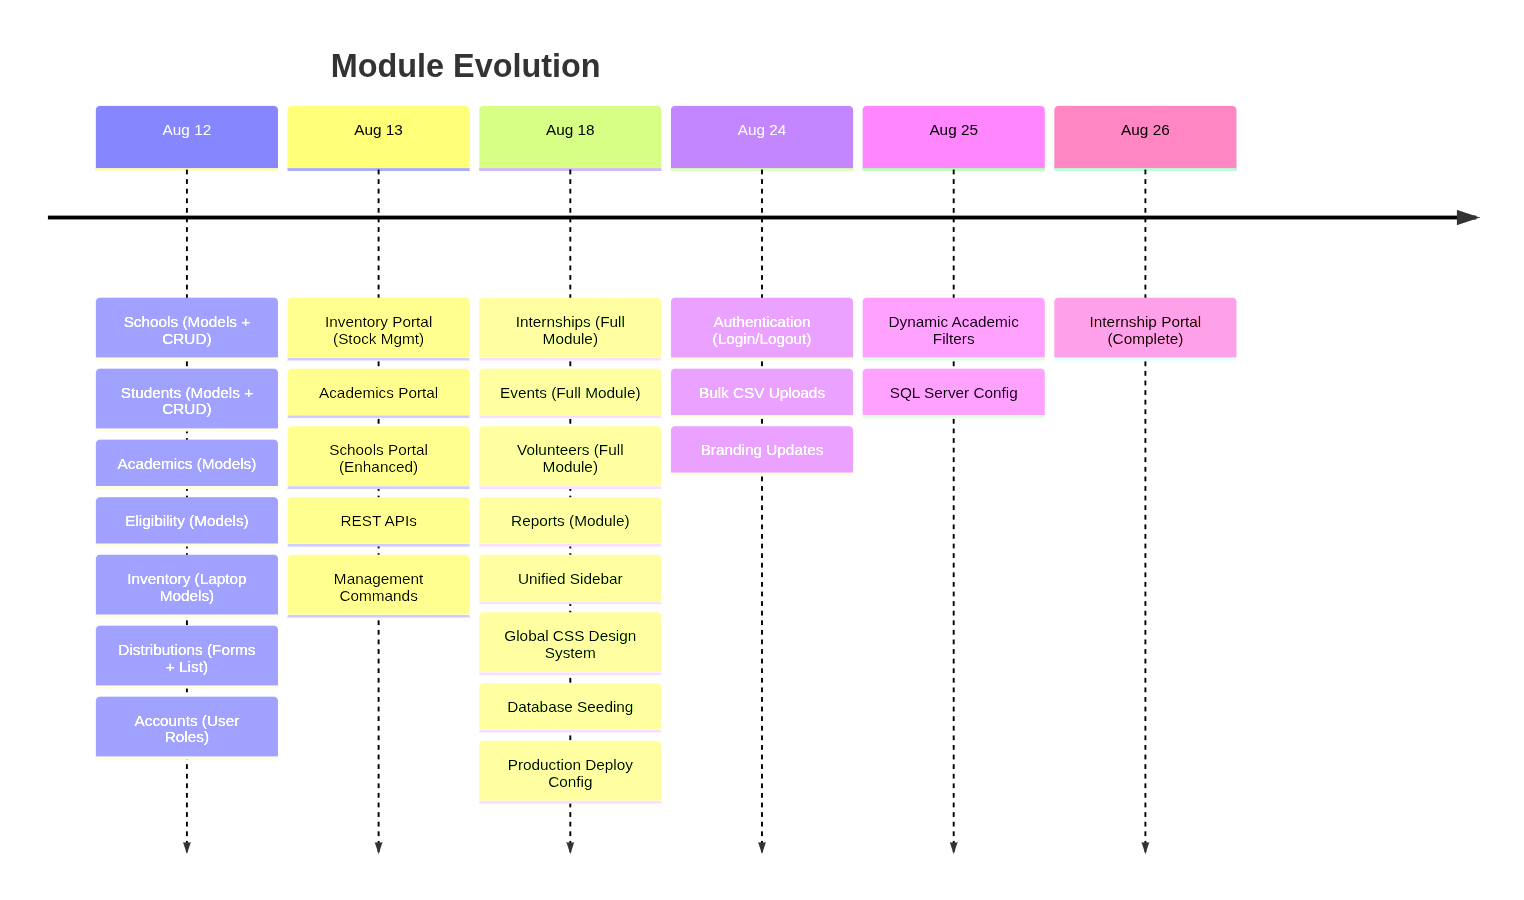 Module Evolution
Aug 12
Aug 13
Aug 18
Aug 24
Aug 25
Aug 26
Schools (Models +
CRUD)
Students (Models +
CRUD)
Academics (Models)
Eligibility (Models)
Inventory (Laptop
Models)
Distributions (Forms
+ List)
Accounts (User
Roles)
Inventory Portal
(Stock Mgmt)
Academics Portal
Schools Portal
(Enhanced)
REST APIs
Management
Commands
Internships (Full
Module)
Events (Full Module)
Volunteers (Full
Module)
Reports (Module)
Unified Sidebar
Global CSS Design
System
Database Seeding
Production Deploy
Config
Authentication
(Login/Logout)
Bulk CSV Uploads
Branding Updates
Dynamic Academic
Filters
SQL Server Config
Internship Portal
(Complete)